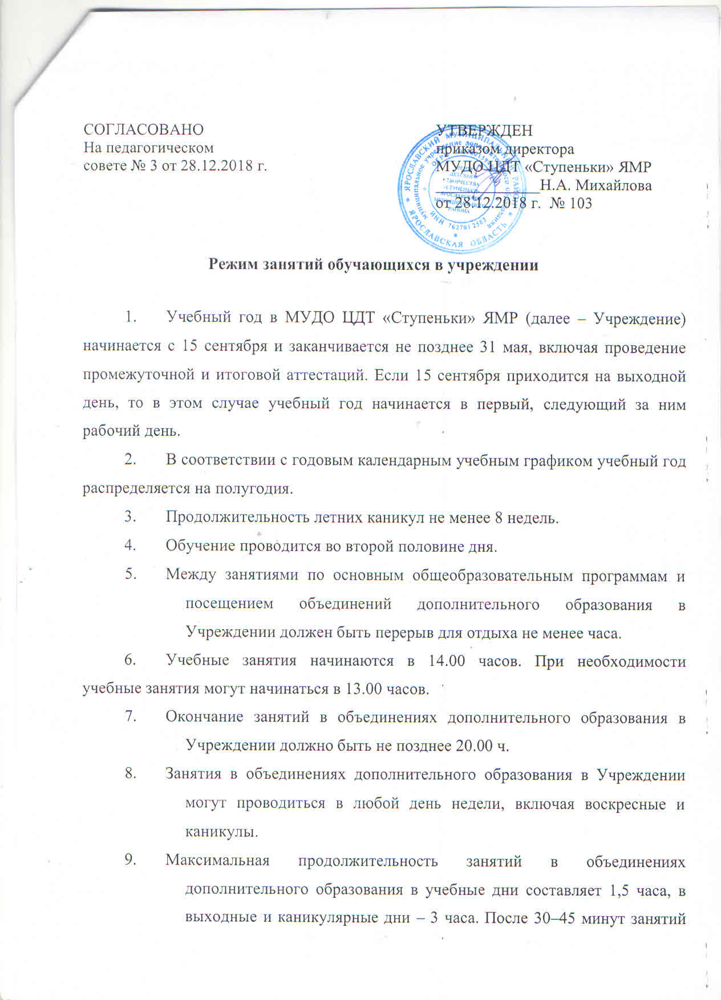 СОГЛАСОВАНО
На педагогическом
совете № 3 от 28.12.2018 г.
УТВЕРЖДЕН
приказом директора
МУДО ЦДТ «Ступеньки» ЯМР
_____________Н.А. Михайлова
от 28.12.2018 г. № 103
ЯРОСЛАВСКИЙ МУНИЦИПАЛЬНЫЙ РАЙОН
ЯРОСЛАВСКАЯ ОБЛАСТЬ
ИНН 7627012583
Режим занятий обучающихся в учреждении
1. Учебный год в МУДО ЦДТ «Ступеньки» ЯМР (далее – Учреждение)
начинается с 15 сентября и заканчивается не позднее 31 мая, включая проведение
промежуточной и итоговой аттестаций. Если 15 сентября приходится на выходной
день, то в этом случае учебный год начинается в первый, следующий за ним
рабочий день.
2. В соответствии с годовым календарным учебным графиком учебный год
распределяется на полугодия.
3. Продолжительность летних каникул не менее 8 недель.
4. Обучение проводится во второй половине дня.
5. Между занятиями по основным общеобразовательным программам и
посещением объединений дополнительного образования в
Учреждении должен быть перерыв для отдыха не менее часа.
6. Учебные занятия начинаются в 14.00 часов. При необходимости
учебные занятия могут начинаться в 13.00 часов.
7. Окончание занятий в объединениях дополнительного образования в
Учреждении должно быть не позднее 20.00 ч.
8. Занятия в объединениях дополнительного образования в Учреждении
могут проводиться в любой день недели, включая воскресные и
каникулы.
9. Максимальная продолжительность занятий в объединениях
дополнительного образования в учебные дни составляет 1,5 часа, в
выходные и каникулярные дни – 3 часа. После 30–45 минут занятий